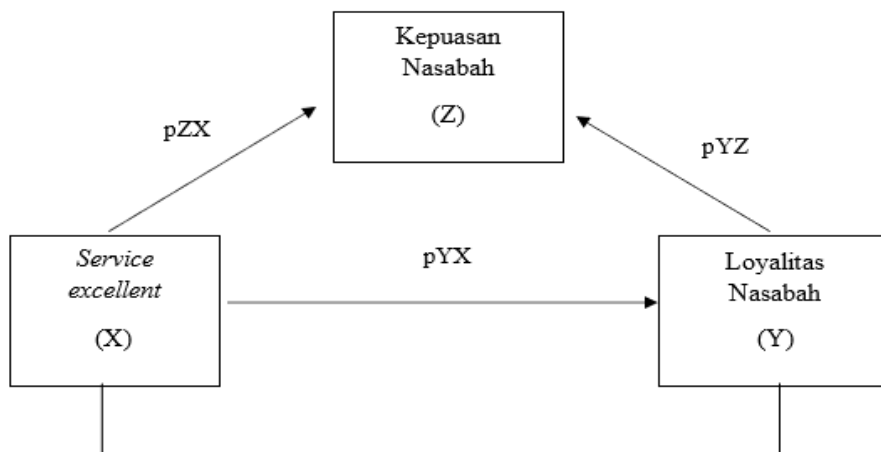 Kepuasan
Nasabah
(Z)
pZX
pYZ
Service
excellent
(X)
pYX
Loyalitas
Nasabah
(Y)